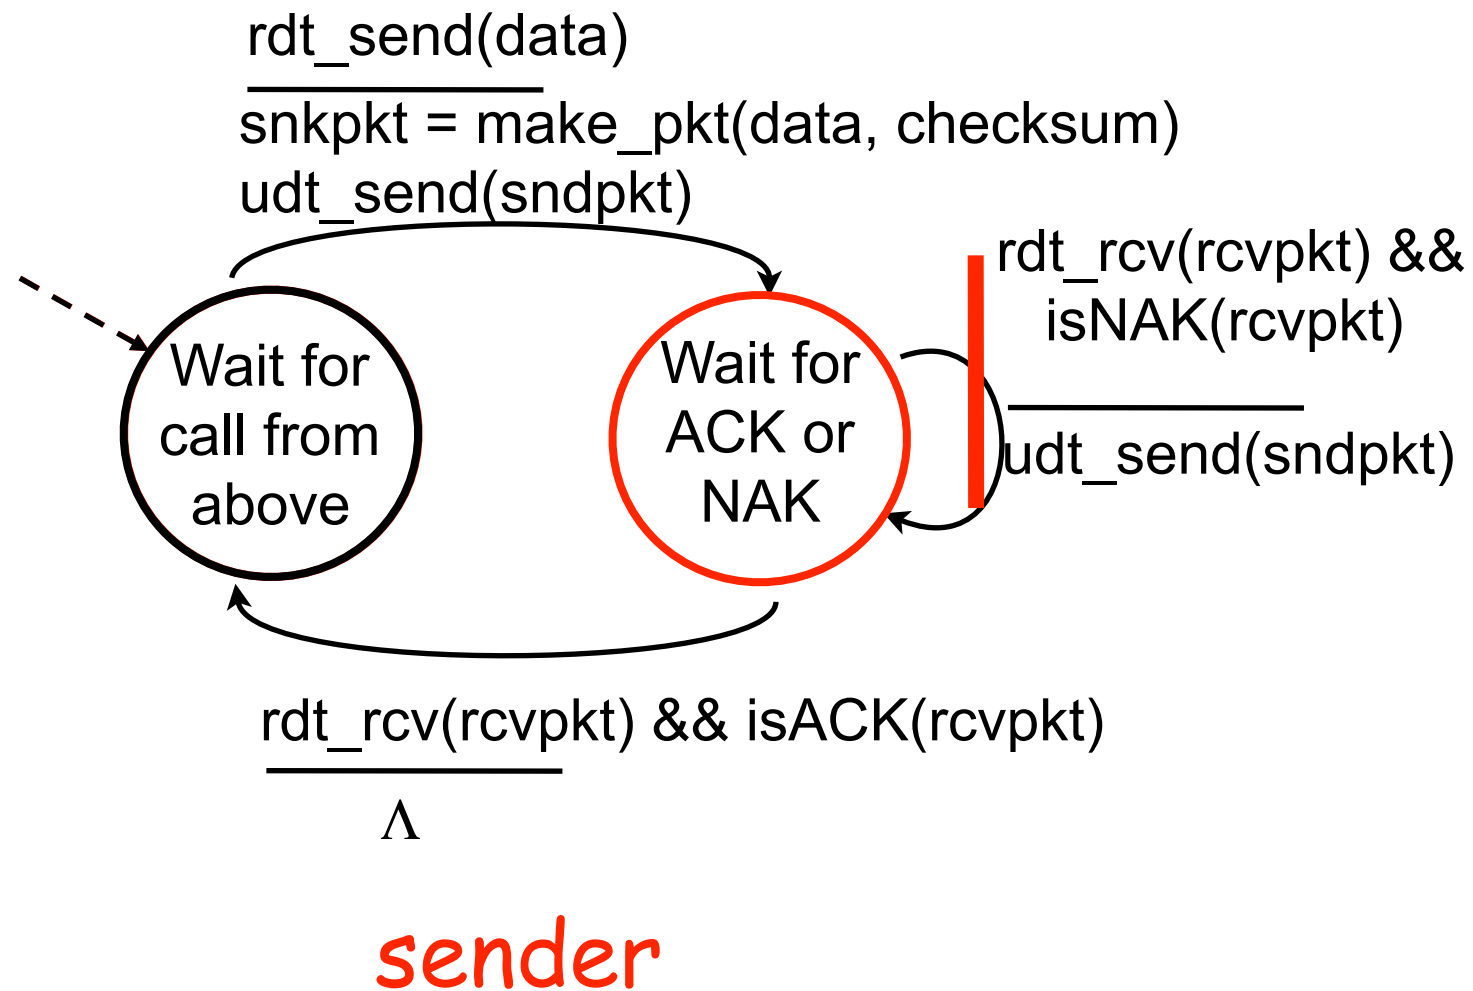 rdt_send(data)
snkpkt = make_pkt(data, checksum)
udt_send(sndpkt)
rdt_rcv(rcvpkt) &&
isNAK(rcvpkt)
udt_send(sndpkt)
Wait for
call from
above
Wait for
ACK or
NAK
rdt_rcv(rcvpkt) && isACK(rcvpkt)
Λ
sender